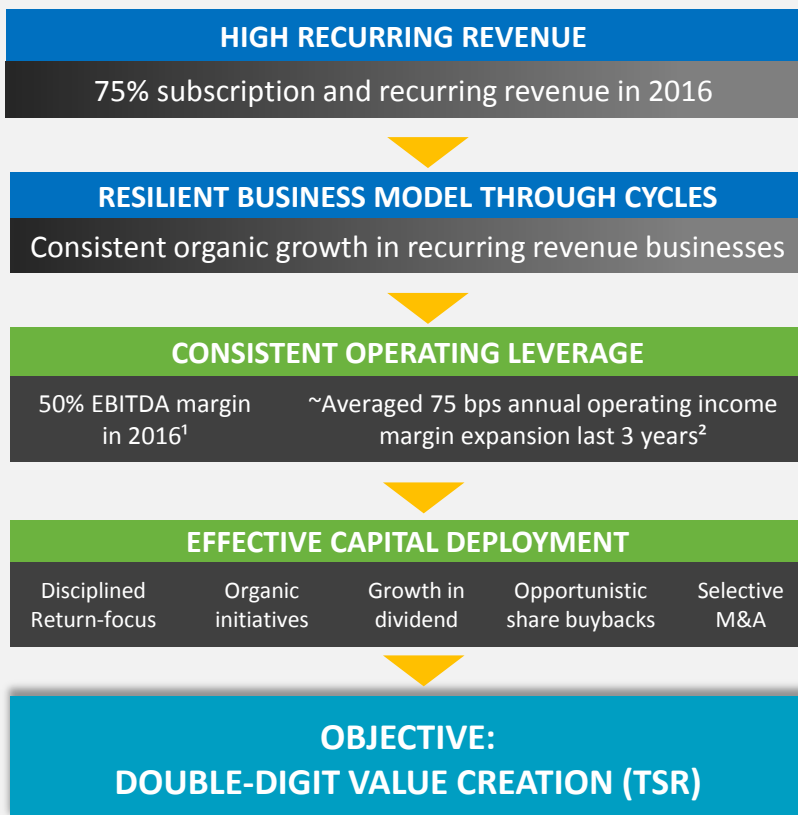 HIGH RECURRING REVENUE
75% subscription and recurring revenue in 2016
RESILIENT BUSINESS MODEL THROUGH CYCLES
Consistent organic growth in recurring revenue businesses
CONSISTENT OPERATING LEVERAGE
50% EBITDA margin
in 2016¹
~Averaged 75 bps annual operating income
margin expansion last 3 years²
EFFECTIVE CAPITAL DEPLOYMENT
Disciplined
Return-focus
Organic
initiatives
Growth in
dividend
Opportunistic
share buybacks
Selective
M&A
OBJECTIVE:
DOUBLE-DIGIT VALUE CREATION (TSR)